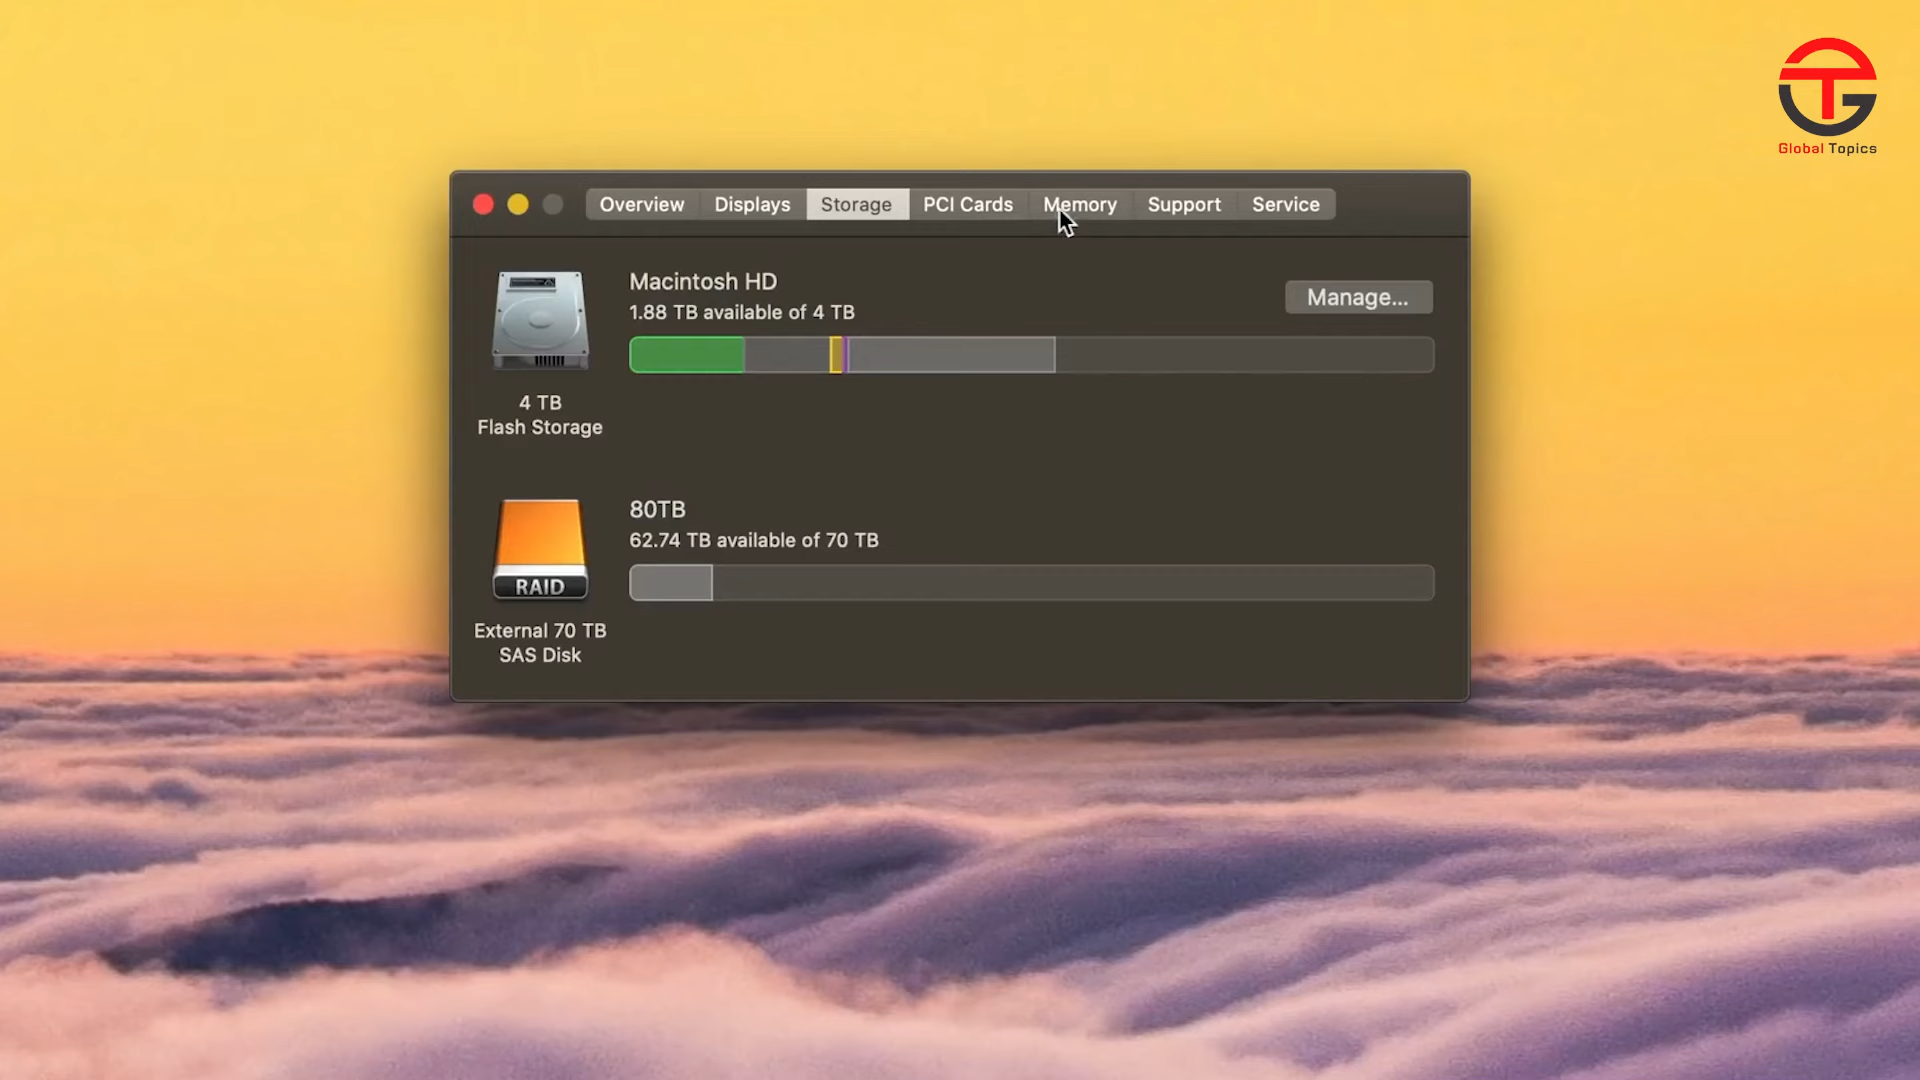 Global Topics
Overview Displays Storage PCI Cards Memory Support Service
Macintosh HD
1.88 TB available of 4 TB
Manage...
4 TB
Flash Storage
80TB
62.74 TB available of 70 TB
RAID
External 70 TB
SAS Disk